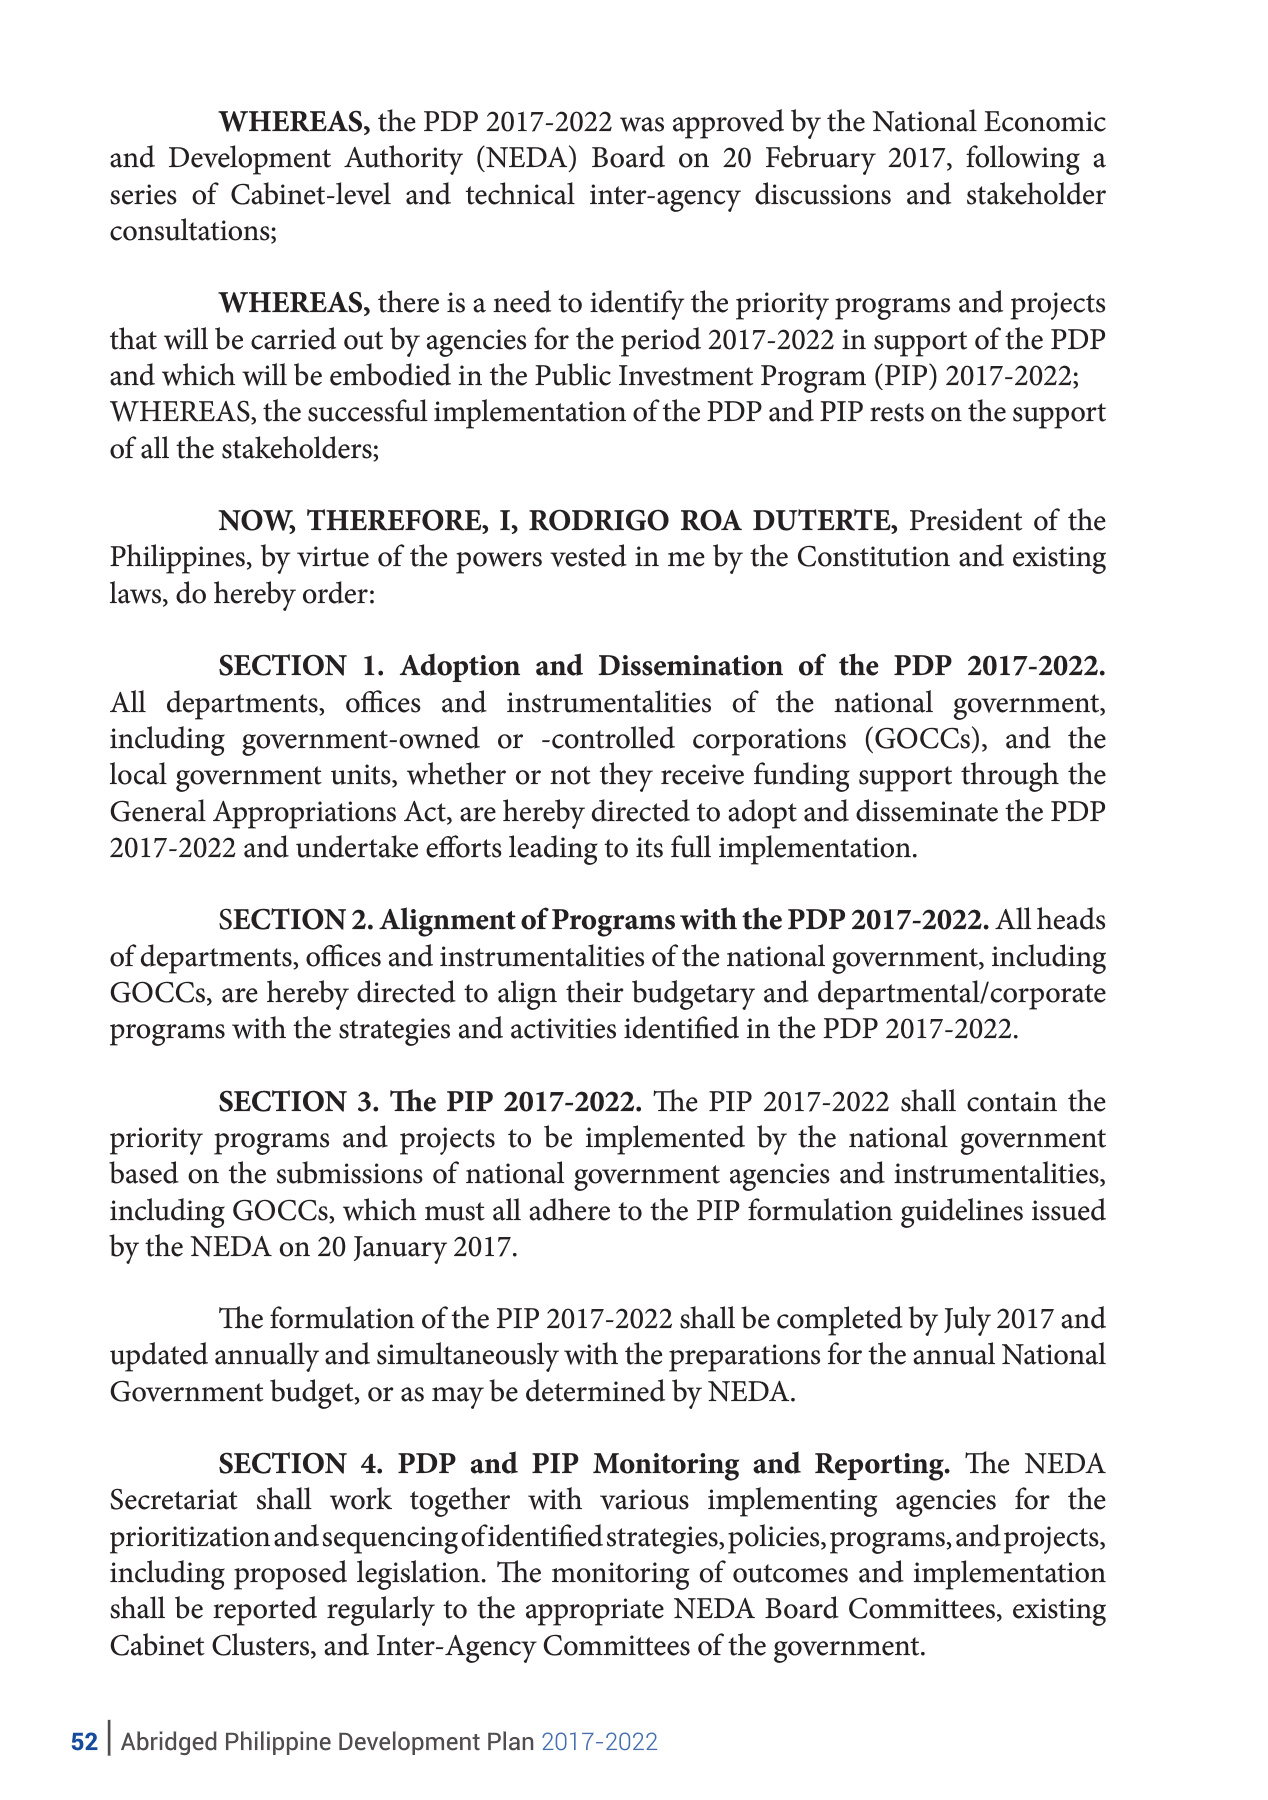 WHEREAS, the PDP 2017-2022 was approved by the National Economic
and Development Authority (NEDA) Board on 20 February 2017, following a
series of Cabinet-level and technical inter-agency discussions and stakeholder
consultations;
WHEREAS, there is a need to identify the priority programs and projects
that will be carried out by agencies for the period 2017-2022 in support of the PDP
and which will be embodied in the Public Investment Program (PIP) 2017-2022;
WHEREAS, the successful implementation of the PDP and PIP rests on the support
of all the stakeholders;
NOW, THEREFORE, I, RODRIGO ROA DUTERTE, President of the
Philippines, by virtue of the powers vested in me by the Constitution and existing
laws, do hereby order:
SECTION 1. Adoption and Dissemination of the PDP 2017-2022.
All departments, offices and instrumentalities of the national government,
including government-owned or -controlled corporations (GOCCs), and the
local government units, whether or not they receive funding support through the
General Appropriations Act, are hereby directed to adopt and disseminate the PDP
2017-2022 and undertake efforts leading to its full implementation.
SECTION 2. Alignment of Programs with the PDP 2017-2022. All heads
of departments, offices and instrumentalities of the national government, including
GOCCs, are hereby directed to align their budgetary and departmental/corporate
programs with the strategies and activities identified in the PDP 2017-2022.
SECTION 3. The PIP 2017-2022. The PIP 2017-2022 shall contain the
priority programs and projects to be implemented by the national government
based on the submissions of national government agencies and instrumentalities,
including GOCCs, which must all adhere to the PIP formulation guidelines issued
by the NEDA on 20 January 2017.
The formulation of the PIP 2017-2022 shall be completed by July 2017 and
updated annually and simultaneously with the preparations for the annual National
Government budget, or as may be determined by NEDA.
SECTION 4. PDP and PIP Monitoring and Reporting. The NEDA
Secretariat shall work together with various implementing agencies for the
prioritization and sequencing of identified strategies, policies, programs, and projects,
including proposed legislation. The monitoring of outcomes and implementation
shall be reported regularly to the appropriate NEDA Board Committees, existing
Cabinet Clusters, and Inter-Agency Committees of the government.
52 | Abridged Philippine Development Plan 2017-2022